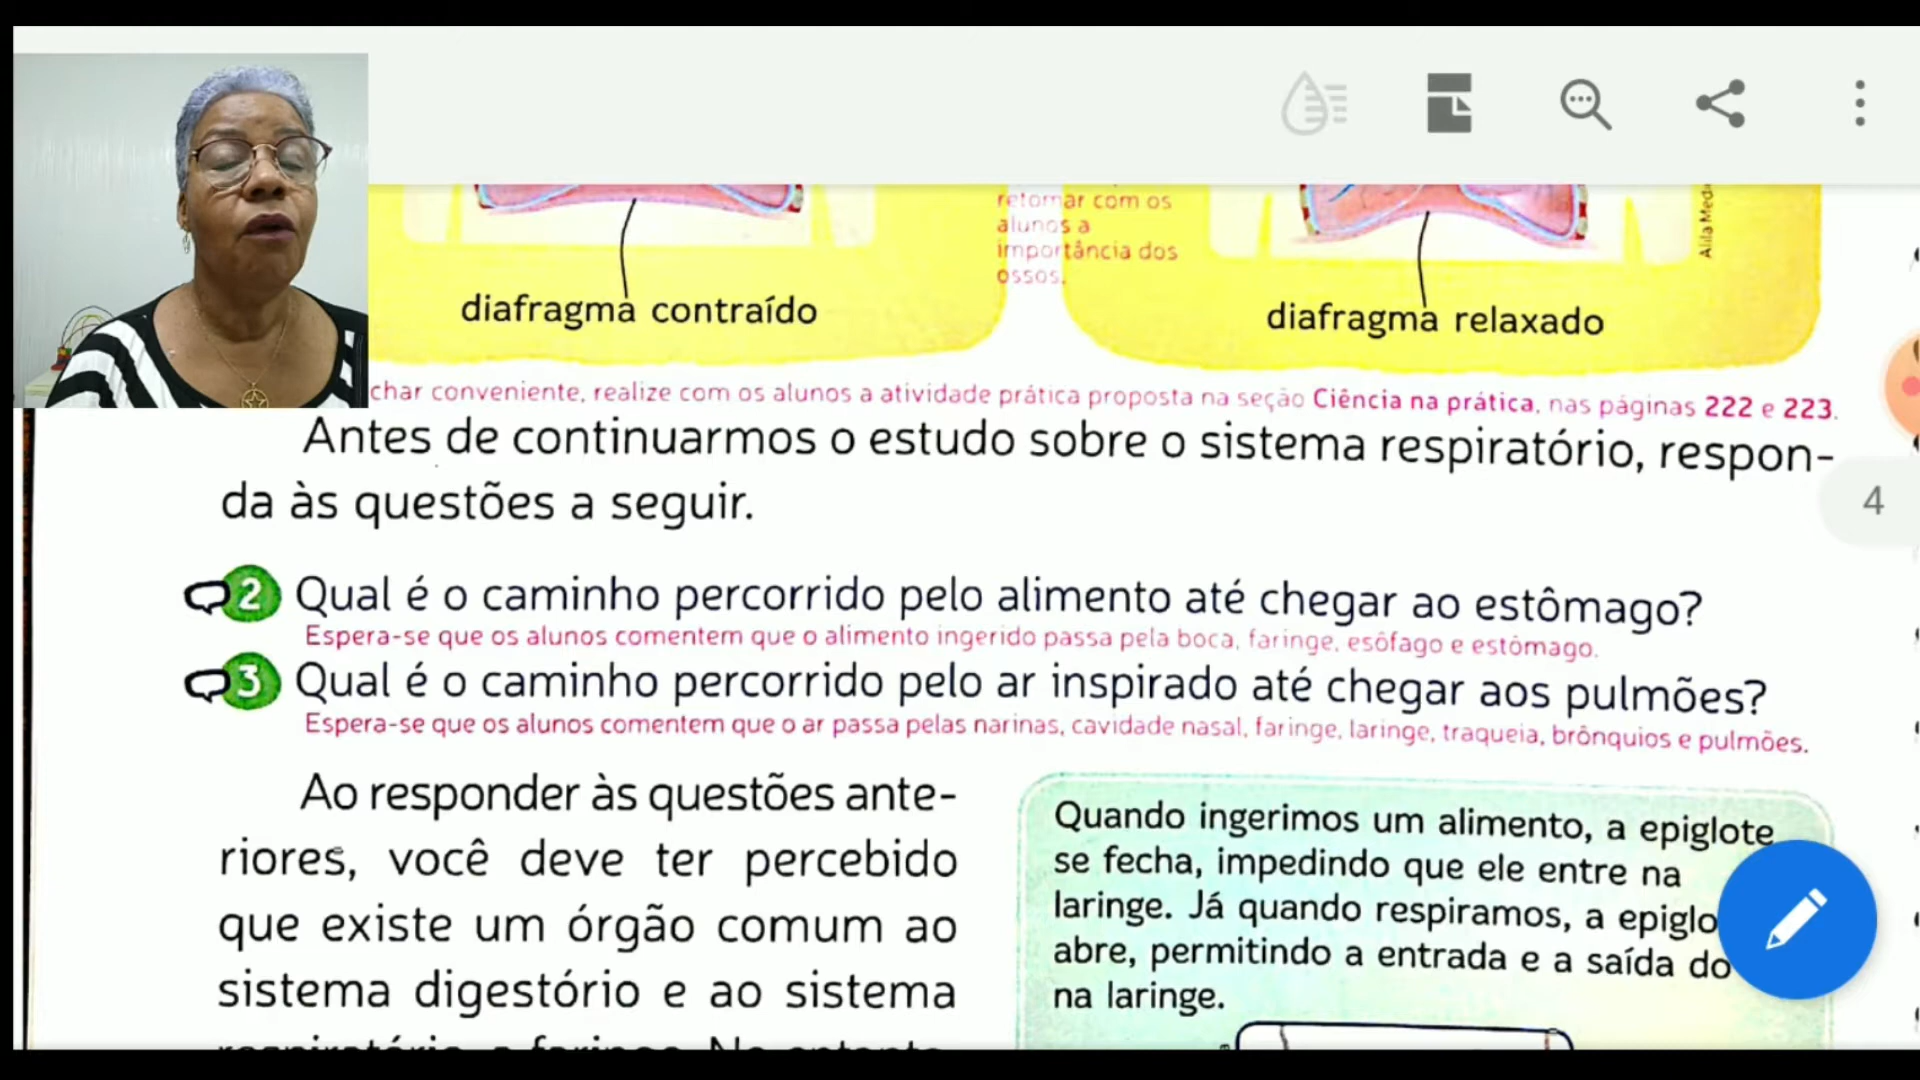 retomar com os
alunos a
importância dos
ossos.
diafragma contraído
diafragma relaxado
char conveniente, realize com os alunos a atividade prática proposta na seção Ciência na prática, nas páginas 222 e 223.
Antes de continuarmos o estudo sobre o sistema respiratório, respon-
da às questões a seguir.
4
2 Qual é o caminho percorrido pelo alimento até chegar ao estômago?
Espera-se que os alunos comentem que o alimento ingerido passa pela boca, faringe, esôfago e estômago.
3 Qual é o caminho percorrido pelo ar inspirado até chegar aos pulmões?
Espera-se que os alunos comentem que o ar passa pelas narinas, cavidade nasal, faringe, laringe, traqueia, brônquios e pulmões.
Ao responder às questões ante-
riores, você deve ter percebido
que existe um órgão comum ao
sistema digestório e ao sistema
Quando ingerimos um alimento, a epiglote
se fecha, impedindo que ele entre na
laringe. Já quando respiramos, a epiglo
abre, permitindo a entrada e a saída do
na laringe.